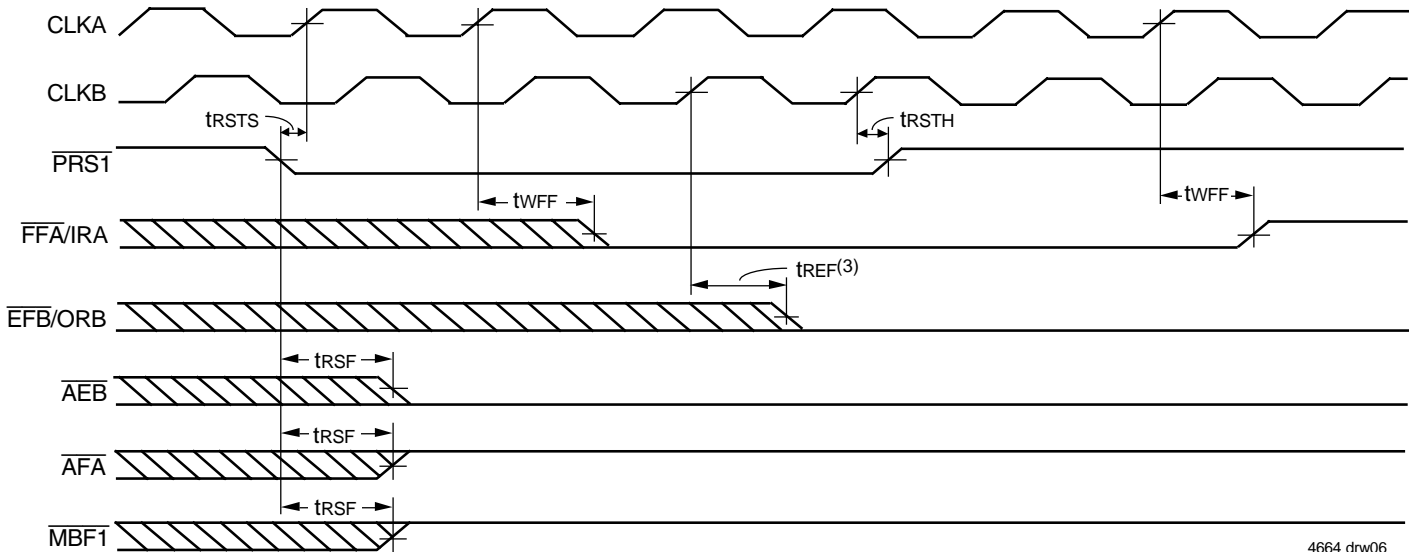 CLKA
CLKB
tRSTS
tRSTH
PRS1
tWFF
tWFF
FFA/IRA
tREF(3)
EFB/ORB
tRSF
AEB
tRSF
AFA
tRSF
MBF1
4664 drw06